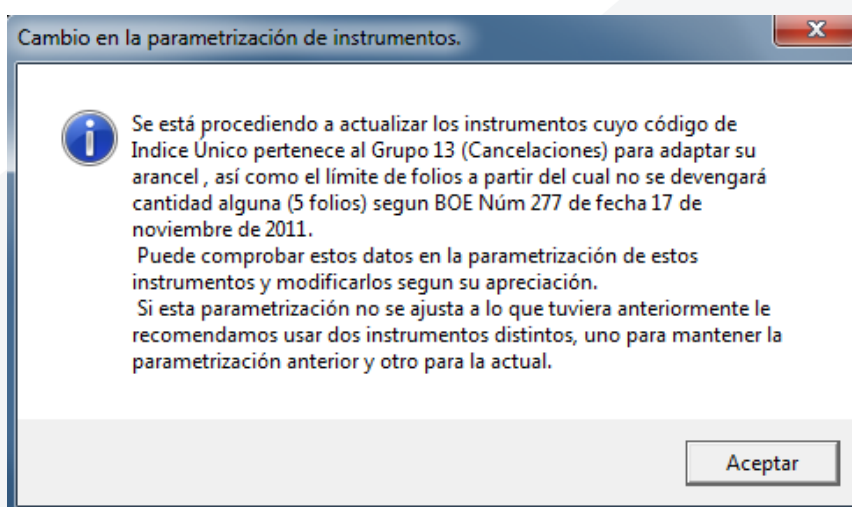 Cambio en la parametrización de instrumentos.
Se está procediendo a actualizar los instrumentos cuyo código de
Indice Único pertenece al Grupo 13 (Cancelaciones) para adaptar su
arancel , así como el límite de folios a partir del cual no se devengará
cantidad alguna (5 folios) segun BOE Núm 277 de fecha 17 de
noviembre de 2011.
Puede comprobar estos datos en la parametrización de estos
instrumentos y modificarlos segun su apreciación.
Si esta parametrización no se ajusta a lo que tuviera anteriormente le
recomendamos usar dos instrumentos distintos, uno para mantener la
parametrización anterior y otro para la actual.
Aceptar